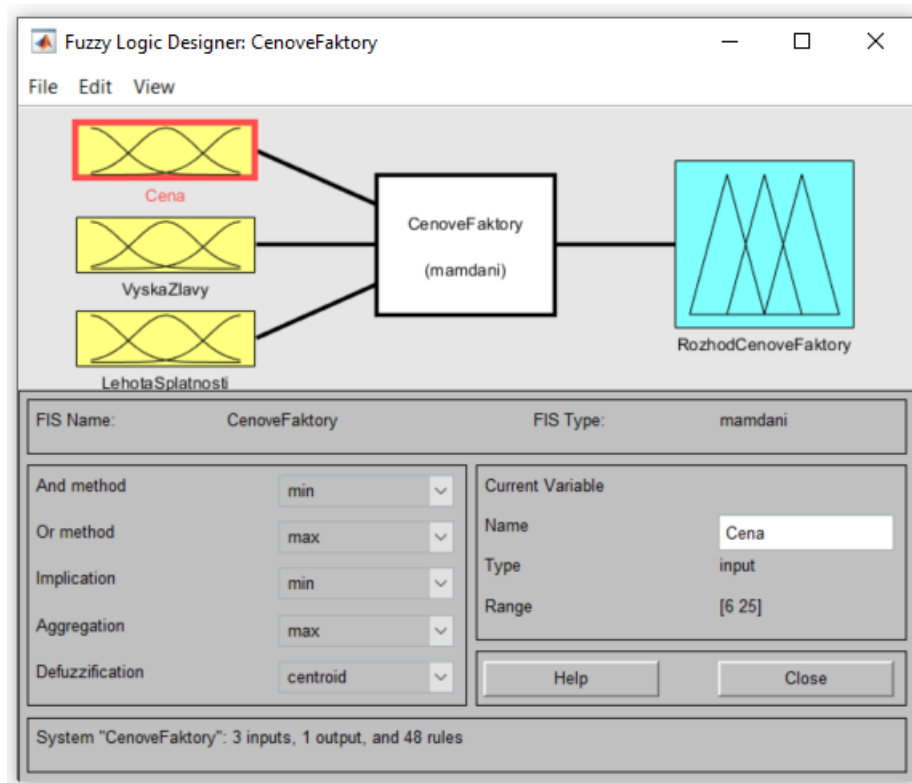 Fuzzy Logic Designer: CenoveFaktory
File Edit View
Cena
VyskaZlavy
LehotaSplatnosti
CenoveFaktory
(mamdani)
RozhodCenoveFaktory
FIS Name: CenoveFaktory FIS Type: mamdani
And method min
Or method max
Implication min
Aggregation max
Defuzzification centroid
Current Variable
Name Cena
Type input
Range [6 25]
Help Close
System "CenoveFaktory": 3 inputs, 1 output, and 48 rules